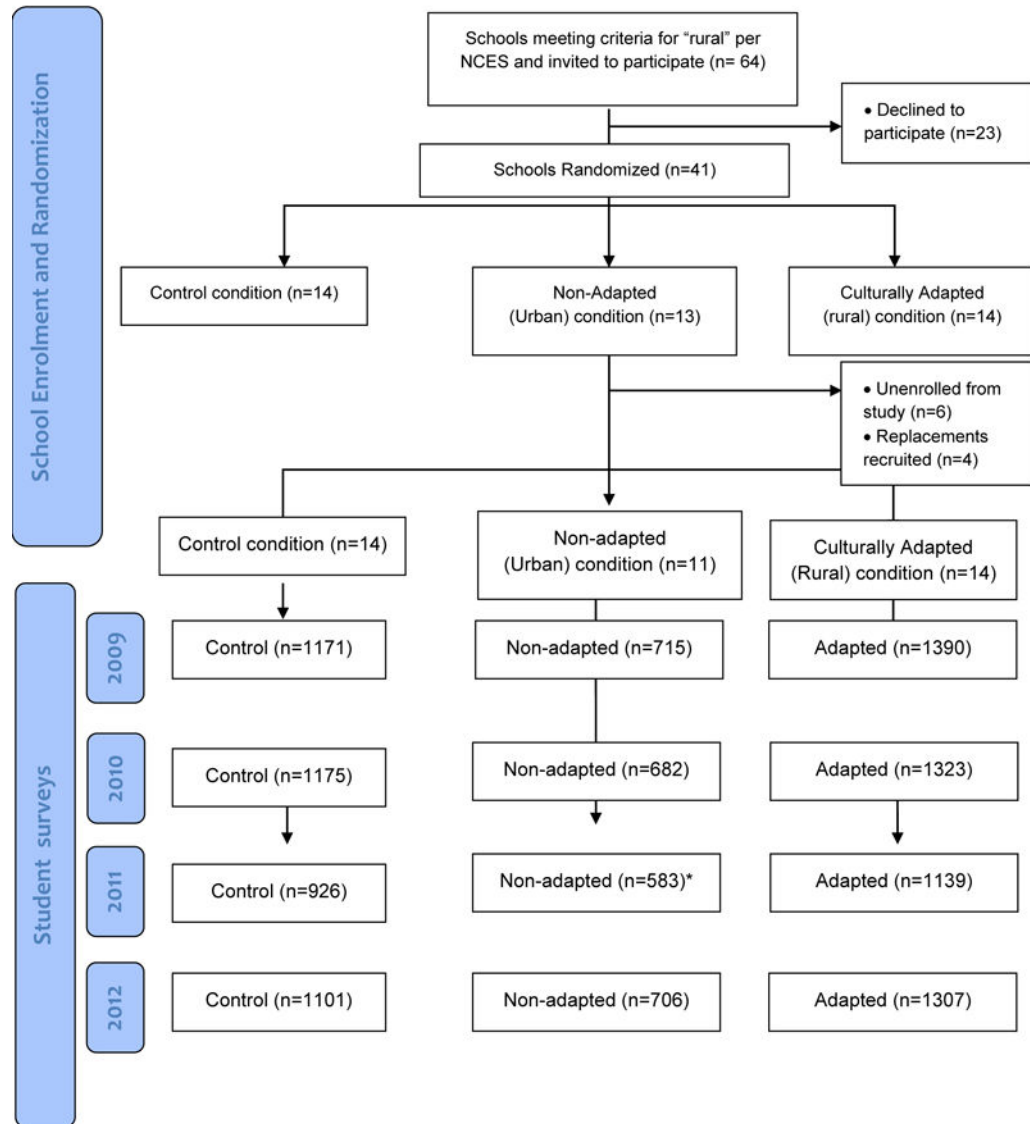 School Enrolment and Randomization
Schools meeting criteria for “rural” per
NCES and invited to participate (n= 64)
• Declined to
participate (n=23)
Schools Randomized (n=41)
Control condition (n=14)
Non-Adapted
(Urban) condition (n=13)
Culturally Adapted
(rural) condition (n=14)
• Unenrolled from
study (n=6)
• Replacements
recruited (n=4)
Control condition (n=14)
Non-adapted
(Urban) condition (n=11)
Culturally Adapted
(Rural) condition (n=14)
Student surveys
2009
Control (n=1171)
Non-adapted (n=715)
Adapted (n=1390)
2010
Control (n=1175)
Non-adapted (n=682)
Adapted (n=1323)
2011
Control (n=926)
Non-adapted (n=583)*
Adapted (n=1139)
2012
Control (n=1101)
Non-adapted (n=706)
Adapted (n=1307)